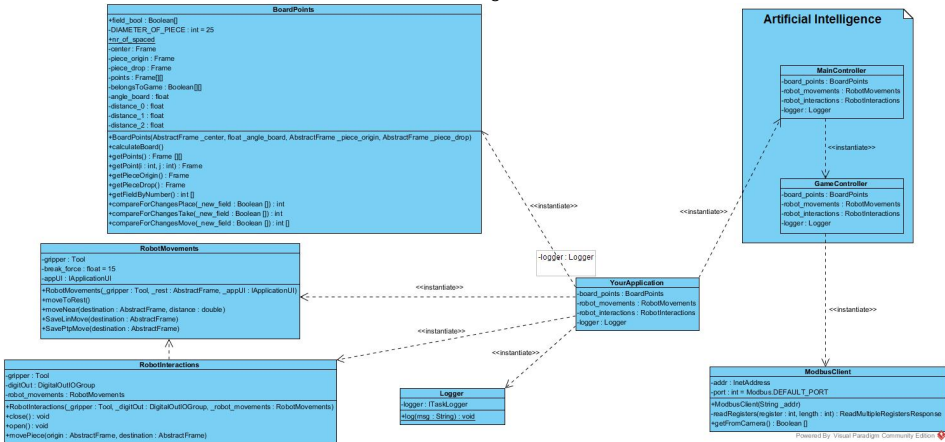 BoardPoints
+field_bool : Boolean[]
-DIAMETER_OF_PIECE : int = 25
+nr_of_spaced
-center : Frame
-piece_origin : Frame
-piece_drop : Frame
-points : Frame[][]
-belongsToGame : Boolean[][]
-angle_board : float
-distance_0 : float
-distance_1 : float
-distance_2 : float
+BoardPoints(AbstractFrame _center, float _angle_board, AbstractFrame _piece_origin, AbstractFrame _piece_drop)
+calculateBoard()
+getPoints() : Frame [][]
+getPoint(i : int, j : int) : Frame
+getPieceOrigin() : Frame
+getPieceDrop() : Frame
+getFieldByNumber() : int []
+compareForChangesPlace(_new_field : Boolean []) : int
+compareForChangesTake(_new_field : Boolean []) : int
+compareForChangesMove(_new_field : Boolean []) : int []
Artificial Intelligence
MainController
-board_points : BoardPoints
-robot_movements : RobotMovements
-robot_interactions : RobotInteractions
-logger : Logger
<<instantiate>>
GameController
-board_points : BoardPoints
-robot_movements : RobotMovements
-robot_interactions : RobotInteractions
-logger : Logger
<<instantiate>>
<<instantiate>>
-logger : Logger
RobotMovements
-gripper : Tool
-break_force : float = 15
-appUI : IApplicationUI
+RobotMovements(_gripper : Tool, _rest : AbstractFrame, _appUI : IApplicationUI)
+moveToRest()
+moveNear(destination : AbstractFrame, distance : double)
+SaveLinMove(destination : AbstractFrame)
+SavePtpMove(destination : AbstractFrame)
<<instantiate>>
YourApplication
-board_points : BoardPoints
-robot_movements : RobotMovements
-robot_interactions : RobotInteractions
-logger : Logger
<<instantiate>>
<<instantiate>>
<<instantiate>>
RobotInteractions
-gripper : Tool
-digitOut : DigitalOutIOGroup
-robot_movements : RobotMovements
+RobotInteractions(_gripper : Tool, _digitOut : DigitalOutIOGroup, _robot_movements : RobotMovements)
+close() : void
+open() : void
+movePiece(origin : AbstractFrame, destination : AbstractFrame)
Logger
-logger : ITaskLogger
+log(msg : String) : void
ModbusClient
-addr : InetAddress
-port : int = Modbus.DEFAULT_PORT
+ModbusClient(String _addr)
-readRegisters(register : int, length : int) : ReadMultipleRegistersResponse
+getFromCamera() : Boolean []
Powered By Visual Paradigm Community Edition